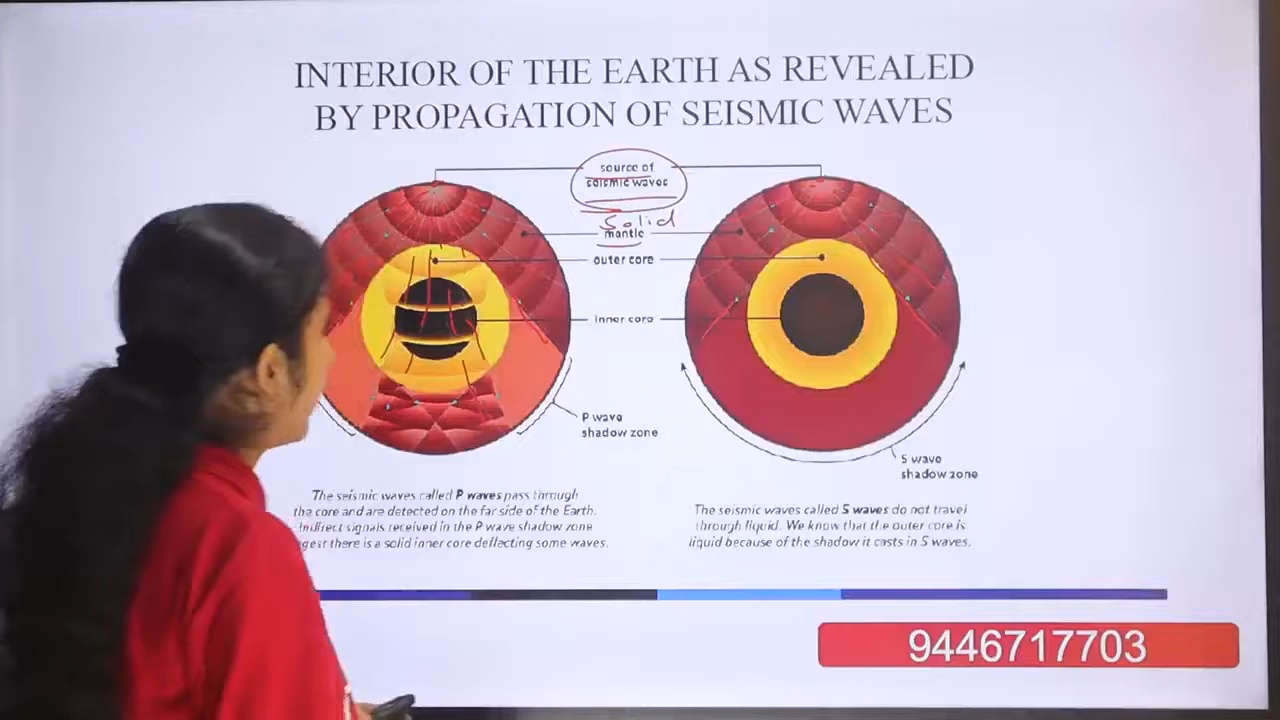 INTERIOR OF THE EARTH AS REVEALED
BY PROPAGATION OF SEISMIC WAVES
source of
seismic waves
Solid
mantle
outer core
inner core
P wave
shadow zone
S wave
shadow zone
The seismic waves called P waves pass through
the core and are detected on the far side of the Earth.
Indirect signals received in the P wave shadow zone
gest there is a solid inner core deflecting some waves.
The seismic waves called S waves do not travel
through liquid. We know that the outer core is
liquid because of the shadow it casts in S waves.
9446717703